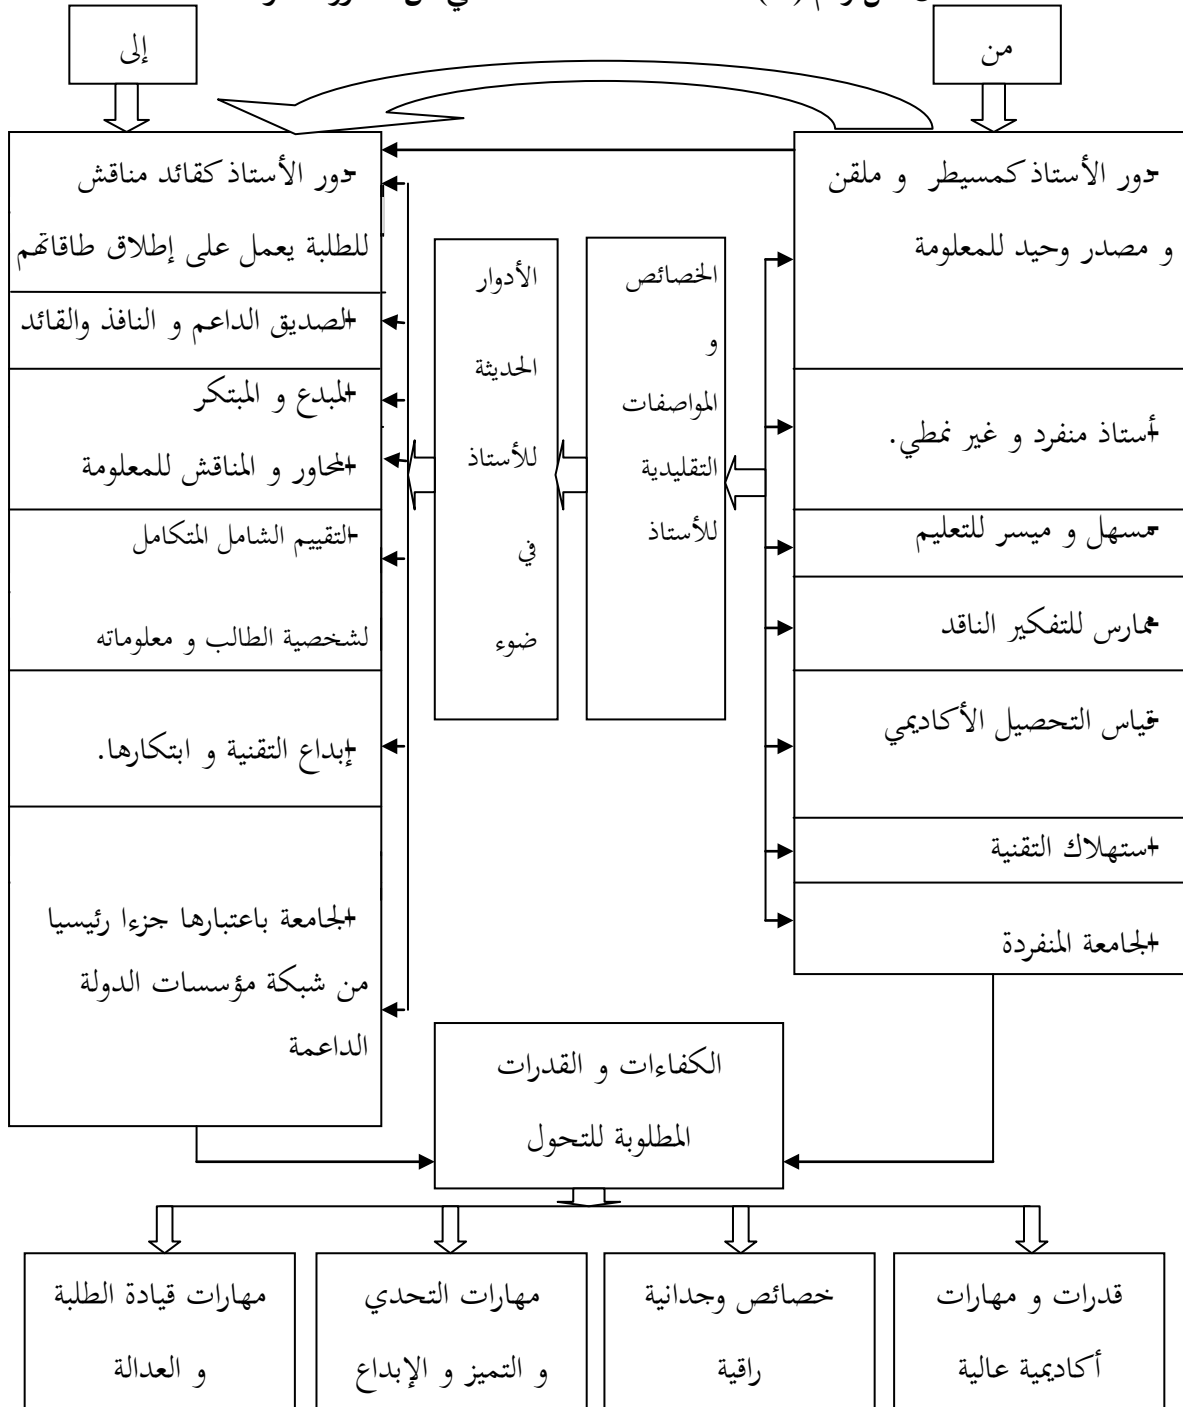 من
إلى
-دور الأستاذ كمسيطر و ملقن
و مصدر وحيد للمعلومة
-أستاذ منفرد و غير نمطي.
-مسهل و ميسر للتعليم
-ممارس للتفكير الناقد
-قياس التحصيل الأكاديمي
-استهلاك التقنية
-الجامعة المنفردة
الخصائص
و
المواصفات
التقليدية
للأستاذ
الأدوار
الحديثة
للأستاذ
في
ضوء
-دور الأستاذ كقائد مناقش
للطلبة يعمل على إطلاق طاقاتهم
-الصديق الداعم و النافذ والقائد
-المبدع و المبتكر
-المحاور و المناقش للمعلومة
-التقييم الشامل المتكامل
لشخصية الطالب و معلوماته
-إبداع التقنية و ابتكارها.
-الجامعة باعتبارها جزءا رئيسيا
من شبكة مؤسسات الدولة
الداعمة
الكفاءات و القدرات
المطلوبة للتحول
قدرات و مهارات
أكاديمية عالية
خصائص وجدانية
راقية
مهارات التحدي
و التميز و الإبداع
مهارات قيادة الطلبة
و العدالة